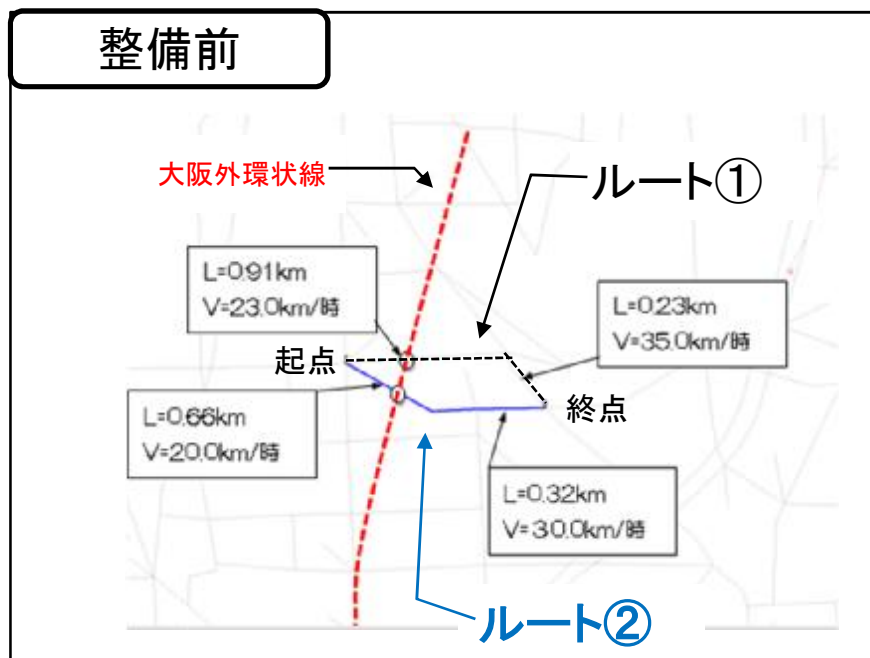 整備前
大阪外環状線
ルート①
L=0.91km
V=23.0km/時
L=0.23km
V=35.0km/時
起点
終点
L=0.66km
V=20.0km/時
L=0.32km
V=30.0km/時
ルート②